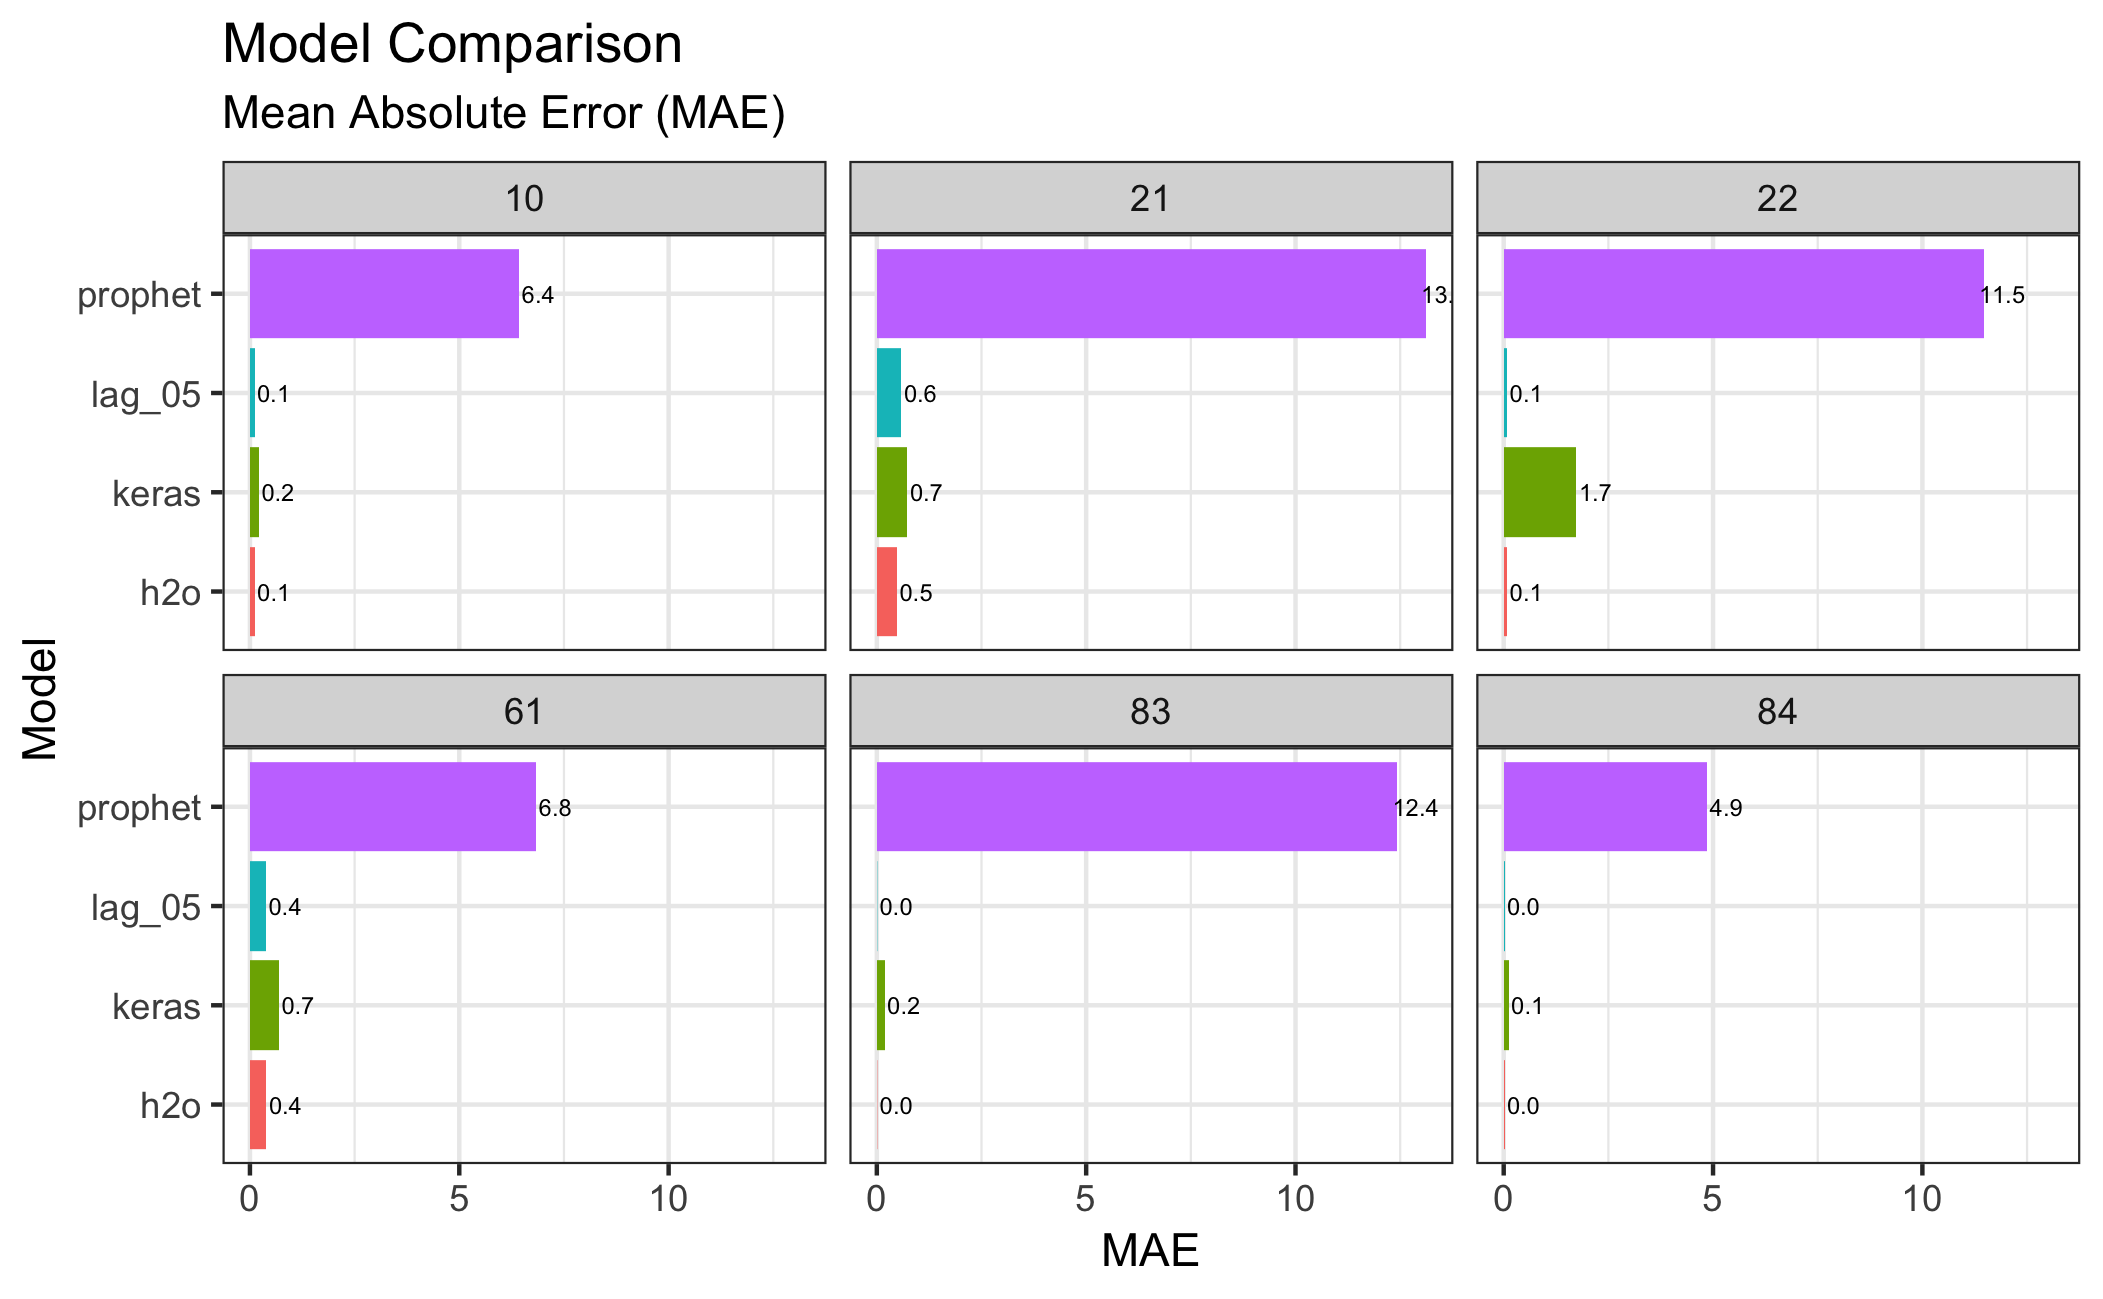 Model Comparison
Mean Absolute Error (MAE)
10
21
22
prophet
6.4
13.
11.5
lag_05
0.1
0.6
0.1
keras
0.2
0.7
1.7
h2o
0.1
0.5
0.1
Model
61
83
84
prophet
6.8
12.4
4.9
lag_05
0.4
0.0
0.0
keras
0.7
0.2
0.1
h2o
0.4
0.0
0.0
0 5 10
0 5 10
0 5 10
MAE